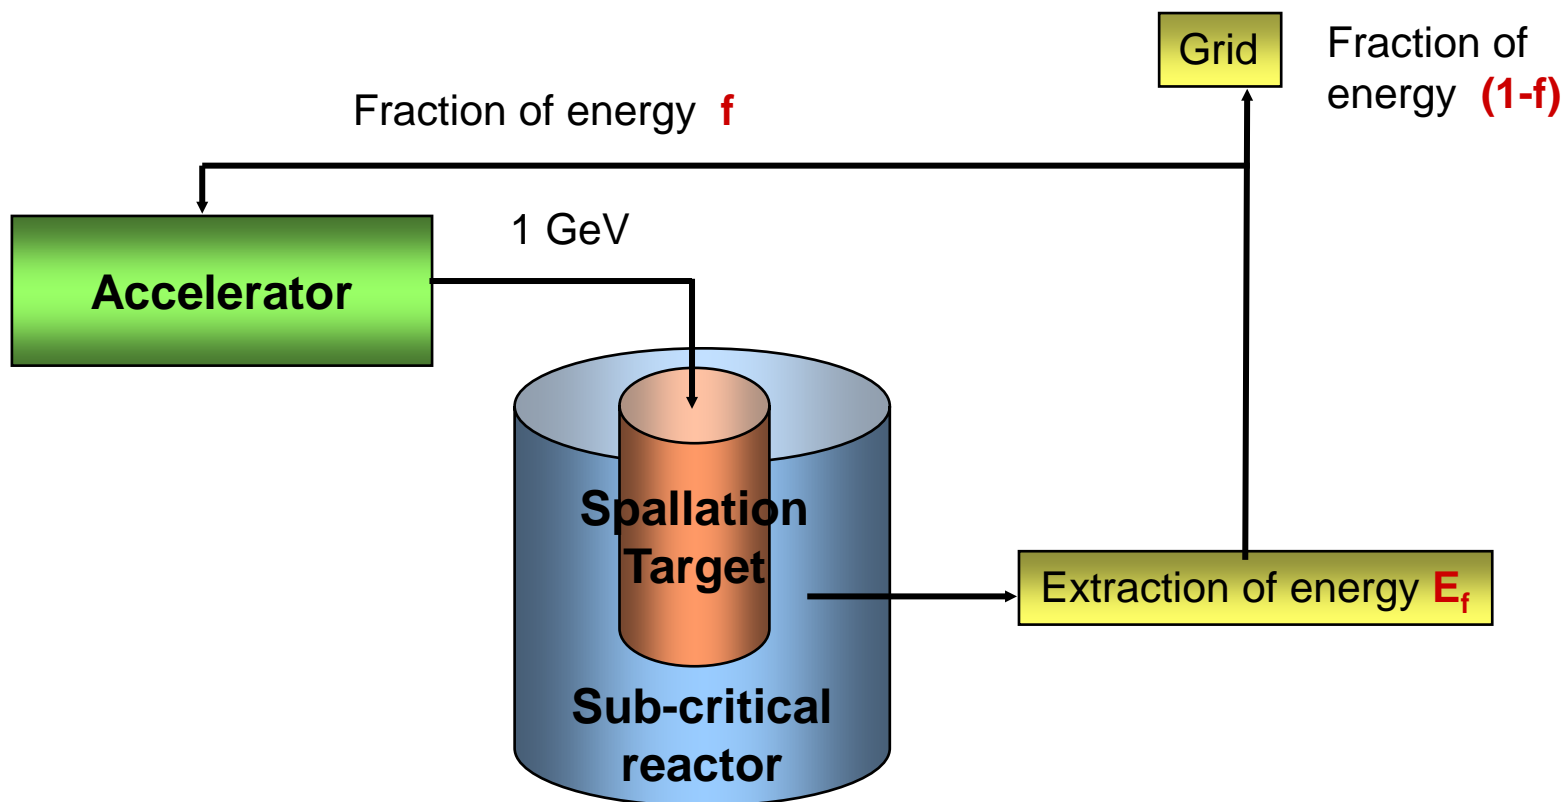 Grid
Fraction of
energy (1-f)
Fraction of energy f
1 GeV
Accelerator
Spallation
Target
Extraction of energy E_f
Sub-critical
reactor